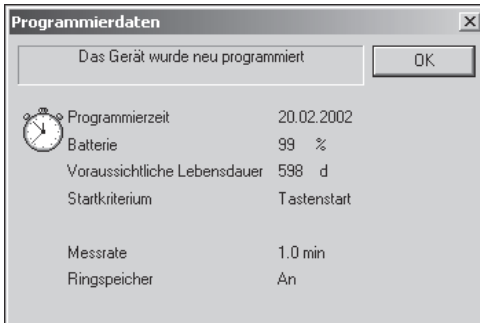 Programmierdaten
Das Gerät wurde neu programmiert
OK
Programmierzeit 20.02.2002
Batterie 99 %
Voraussichtliche Lebensdauer 598 d
Startkriterium Tastenstart
Messrate 1.0 min
Ringspeicher An